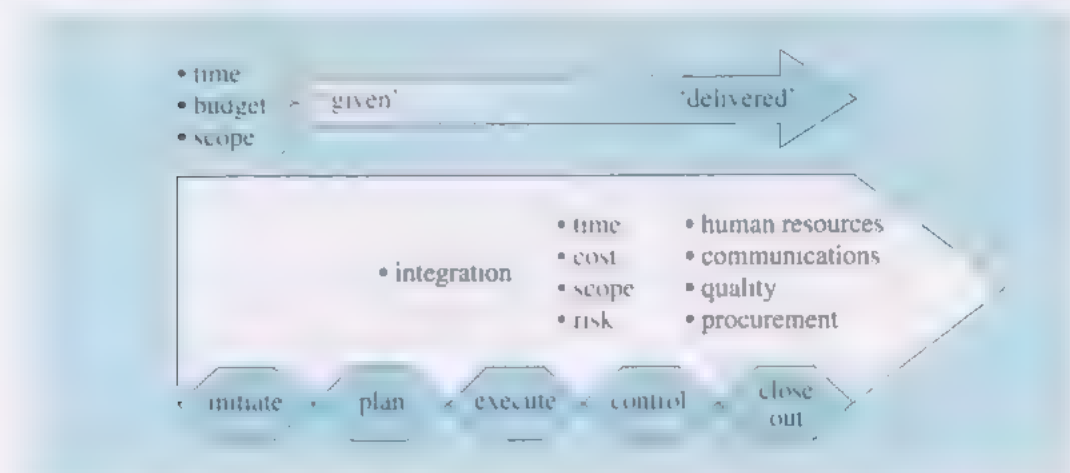 • time
• budget
• scope
'given'
'delivered'
• integration
• time
• cost
• scope
• risk
• human resources
• communications
• quality
• procurement
initiate
plan
execute
control
close
out